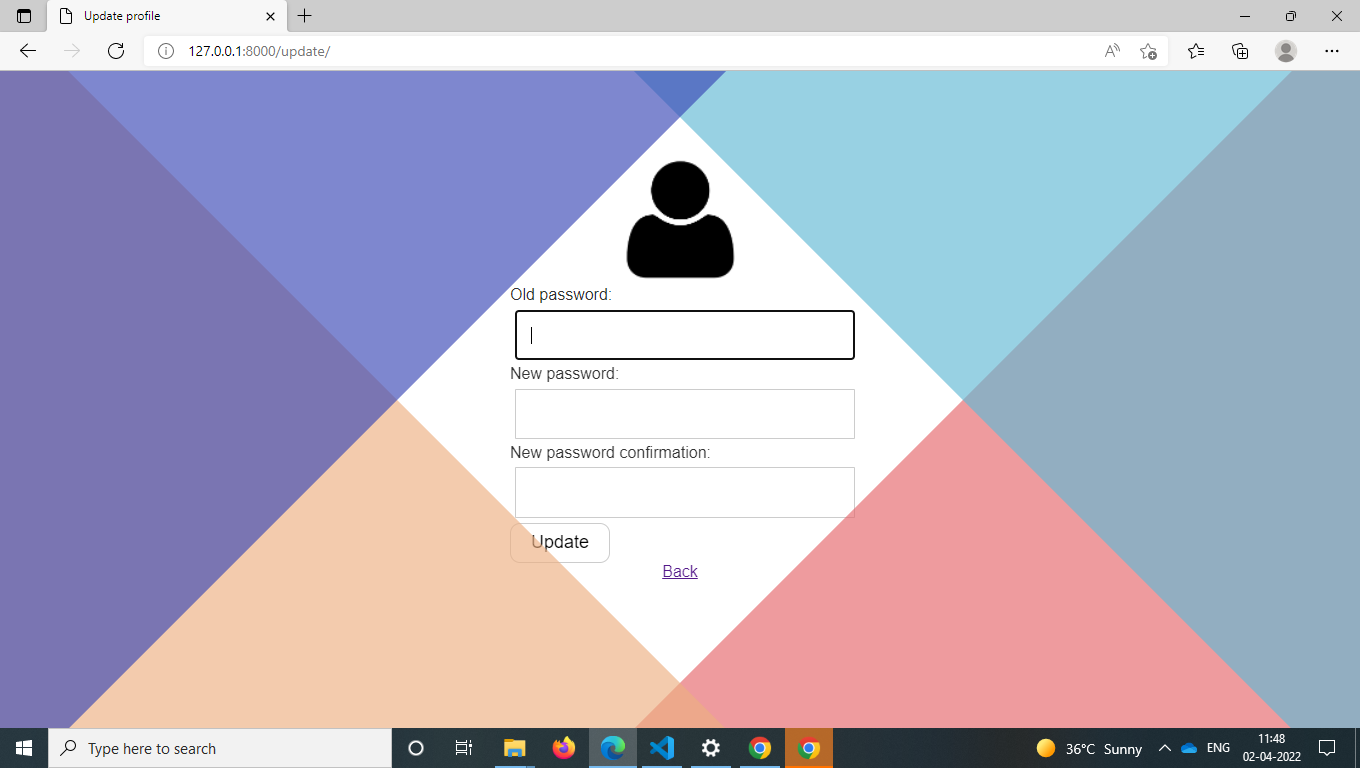 Update profile
127.0.0.1:8000/update/
Old password:
New password:
New password confirmation:
Update
Back
Type here to search
36°C Sunny
ENG
11:48
02-04-2022